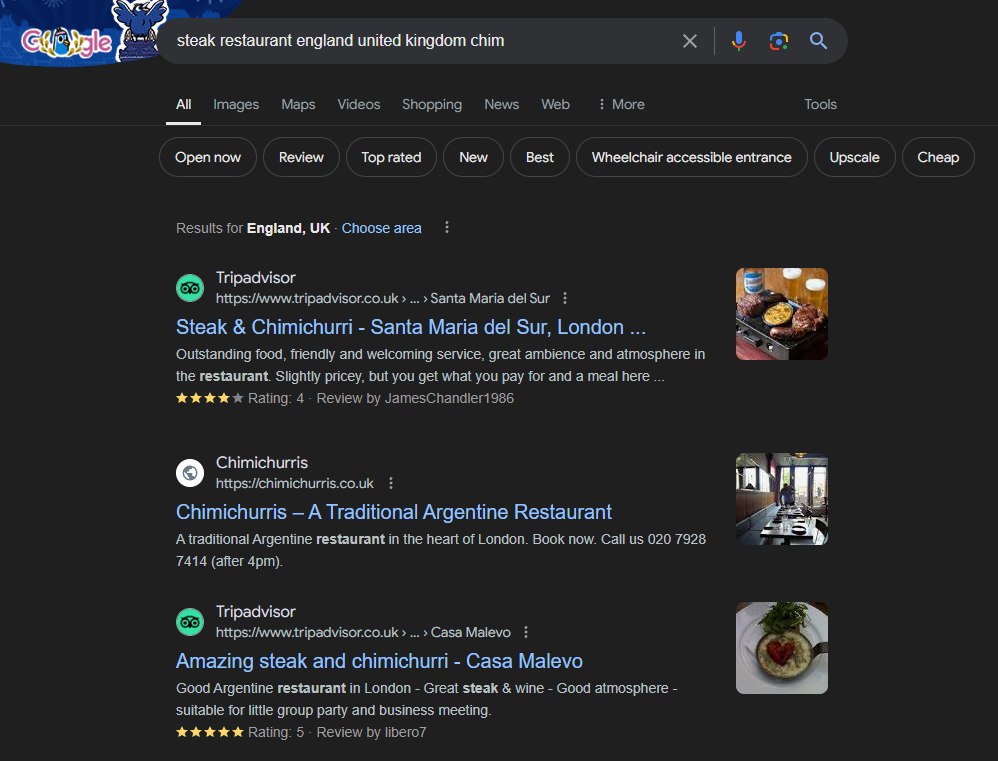 Google
steak restaurant england united kingdom chim
All Images Maps Videos Shopping News Web More Tools
Open now Review Top rated New Best Wheelchair accessible entrance Upscale Cheap
Results for England, UK · Choose area
Tripadvisor
https://www.tripadvisor.co.uk › ... › Santa Maria del Sur
Steak & Chimichurri - Santa Maria del Sur, London ...
Outstanding food, friendly and welcoming service, great ambience and atmosphere in
the restaurant. Slightly pricey, but you get what you pay for and a meal here ...
Rating: 4 · Review by JamesChandler1986
Chimichurris
https://chimichurris.co.uk
Chimichurris – A Traditional Argentine Restaurant
A traditional Argentine restaurant in the heart of London. Book now. Call us 020 7928
7414 (after 4pm).
Tripadvisor
https://www.tripadvisor.co.uk › ... › Casa Malevo
Amazing steak and chimichurri - Casa Malevo
Good Argentine restaurant in London - Great steak & wine - Good atmosphere -
suitable for little group party and business meeting.
Rating: 5 · Review by libero7